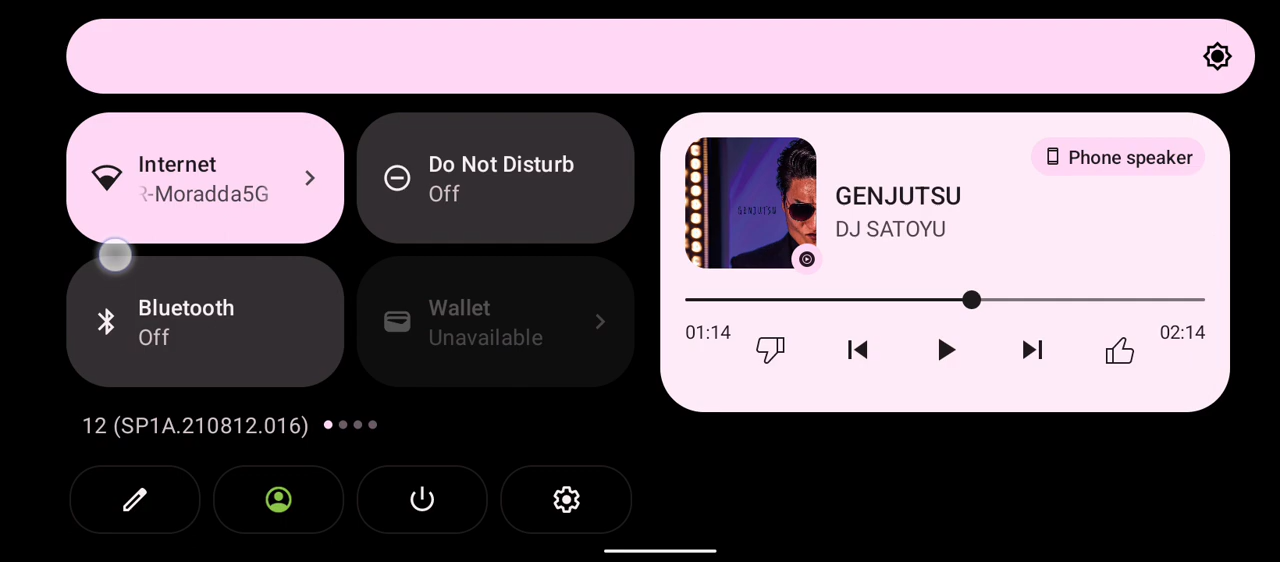 Internet
R-Moradda5G
Do Not Disturb
Off
Bluetooth
Off
Wallet
Unavailable
12 (SP1A.210812.016)
Phone speaker
GENJUTSU
GENJUTSU
DJ SATOYU
01:14
02:14